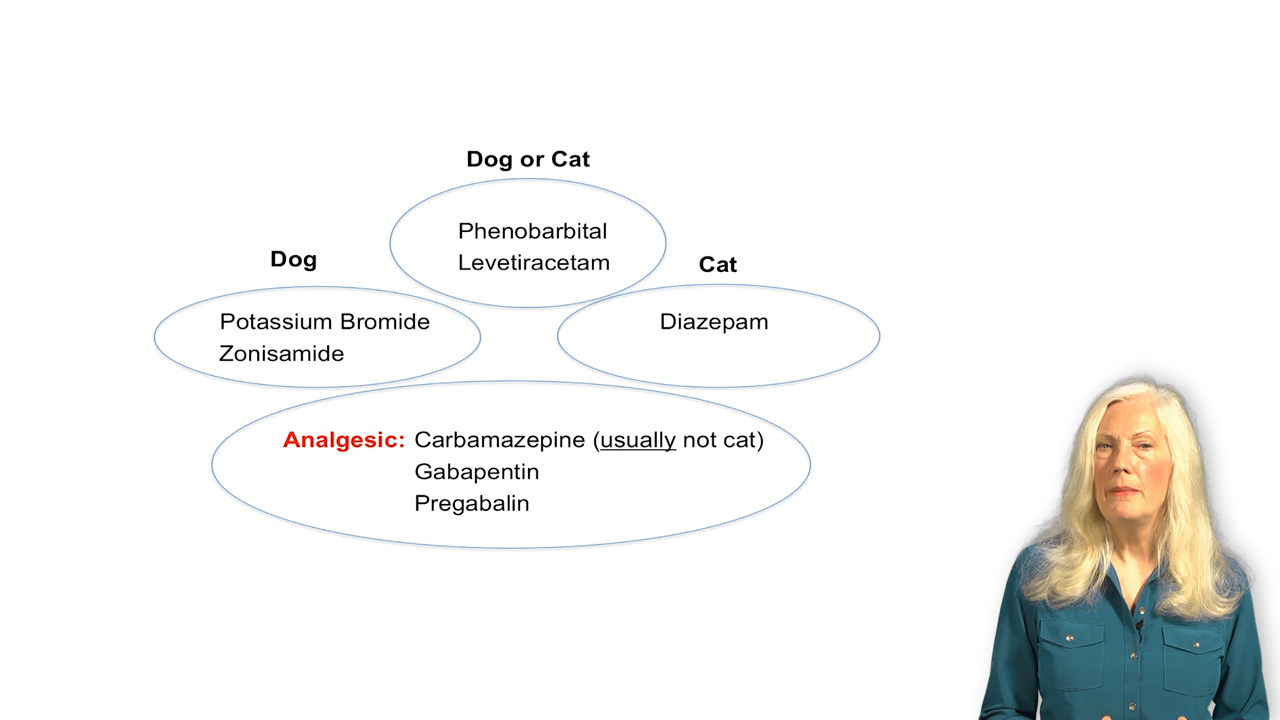 Dog or Cat
Phenobarbital
Levetiracetam
Dog
Potassium Bromide
Zonisamide
Cat
Diazepam
Analgesic: Carbamazepine (usually not cat)
Gabapentin
Pregabalin